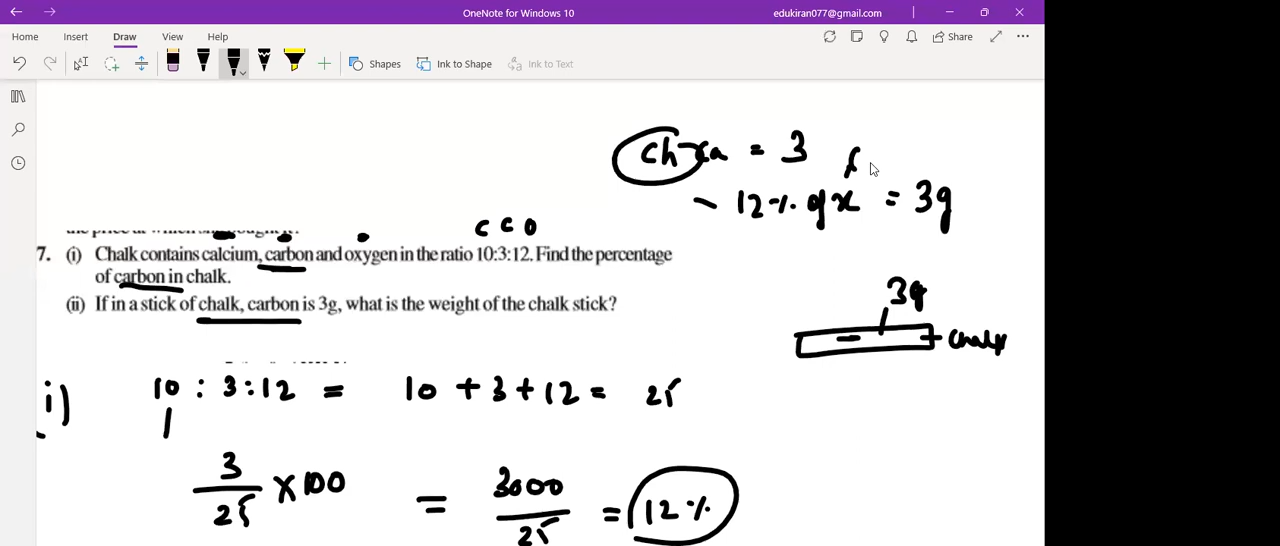 OneNote for Windows 10
edukiran077@gmail.com
Home Insert Draw View Help
Share
Shapes
Ink to Shape
Ink to Text
= 3
12% of x = 3g
C C O
7. (i) Chalk contains calcium, carbon and oxygen in the ratio 10:3:12. Find the percentage
of carbon in chalk.
(ii) If in a stick of chalk, carbon is 3g, what is the weight of the chalk stick?
3g
chalk
i) 10 : 3 : 12 = 10 + 3 + 12 = 25
3/25 × 100 = 3000/25 = 12%